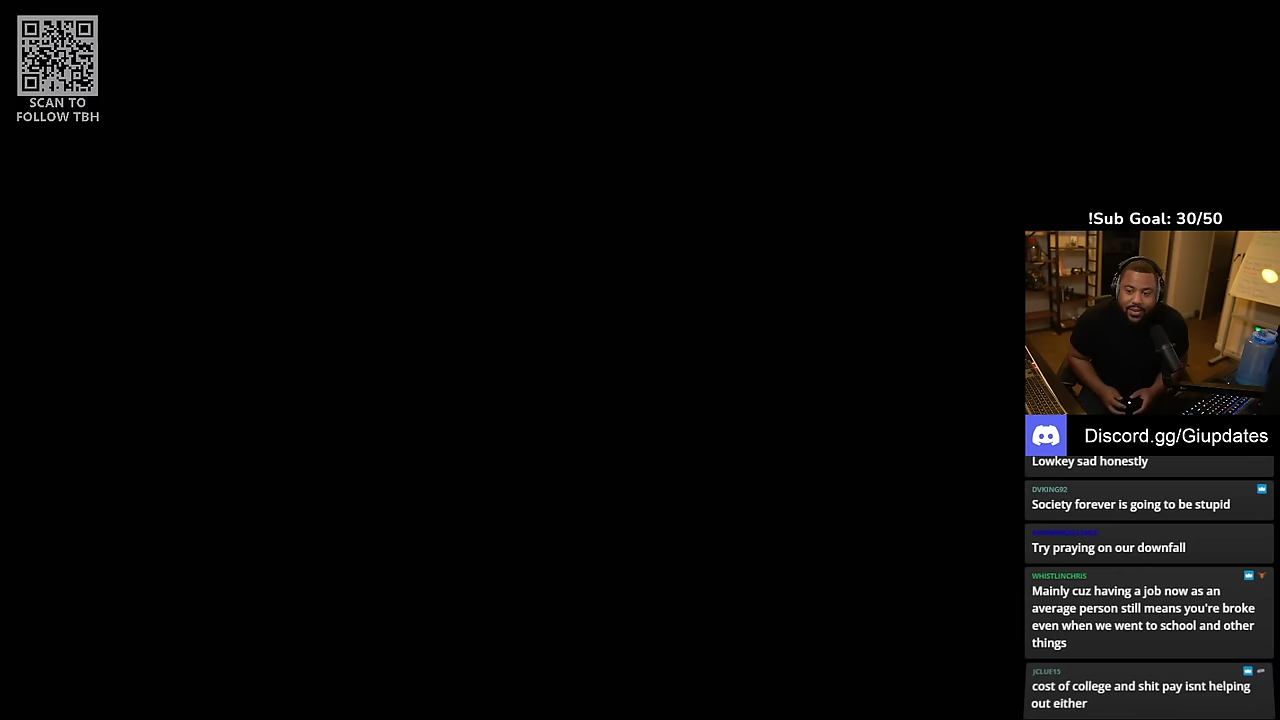 SCAN TO
FOLLOW TBH
!Sub Goal: 30/50
Discord.gg/Giupdates
Lowkey sad honestly
DVKING92
Society forever is going to be stupid
Try praying on our downfall
WHISTLINCHRIS
Mainly cuz having a job now as an
average person still means you're broke
even when we went to school and other
things
JCLUE15
cost of college and shit pay isnt helping
out either